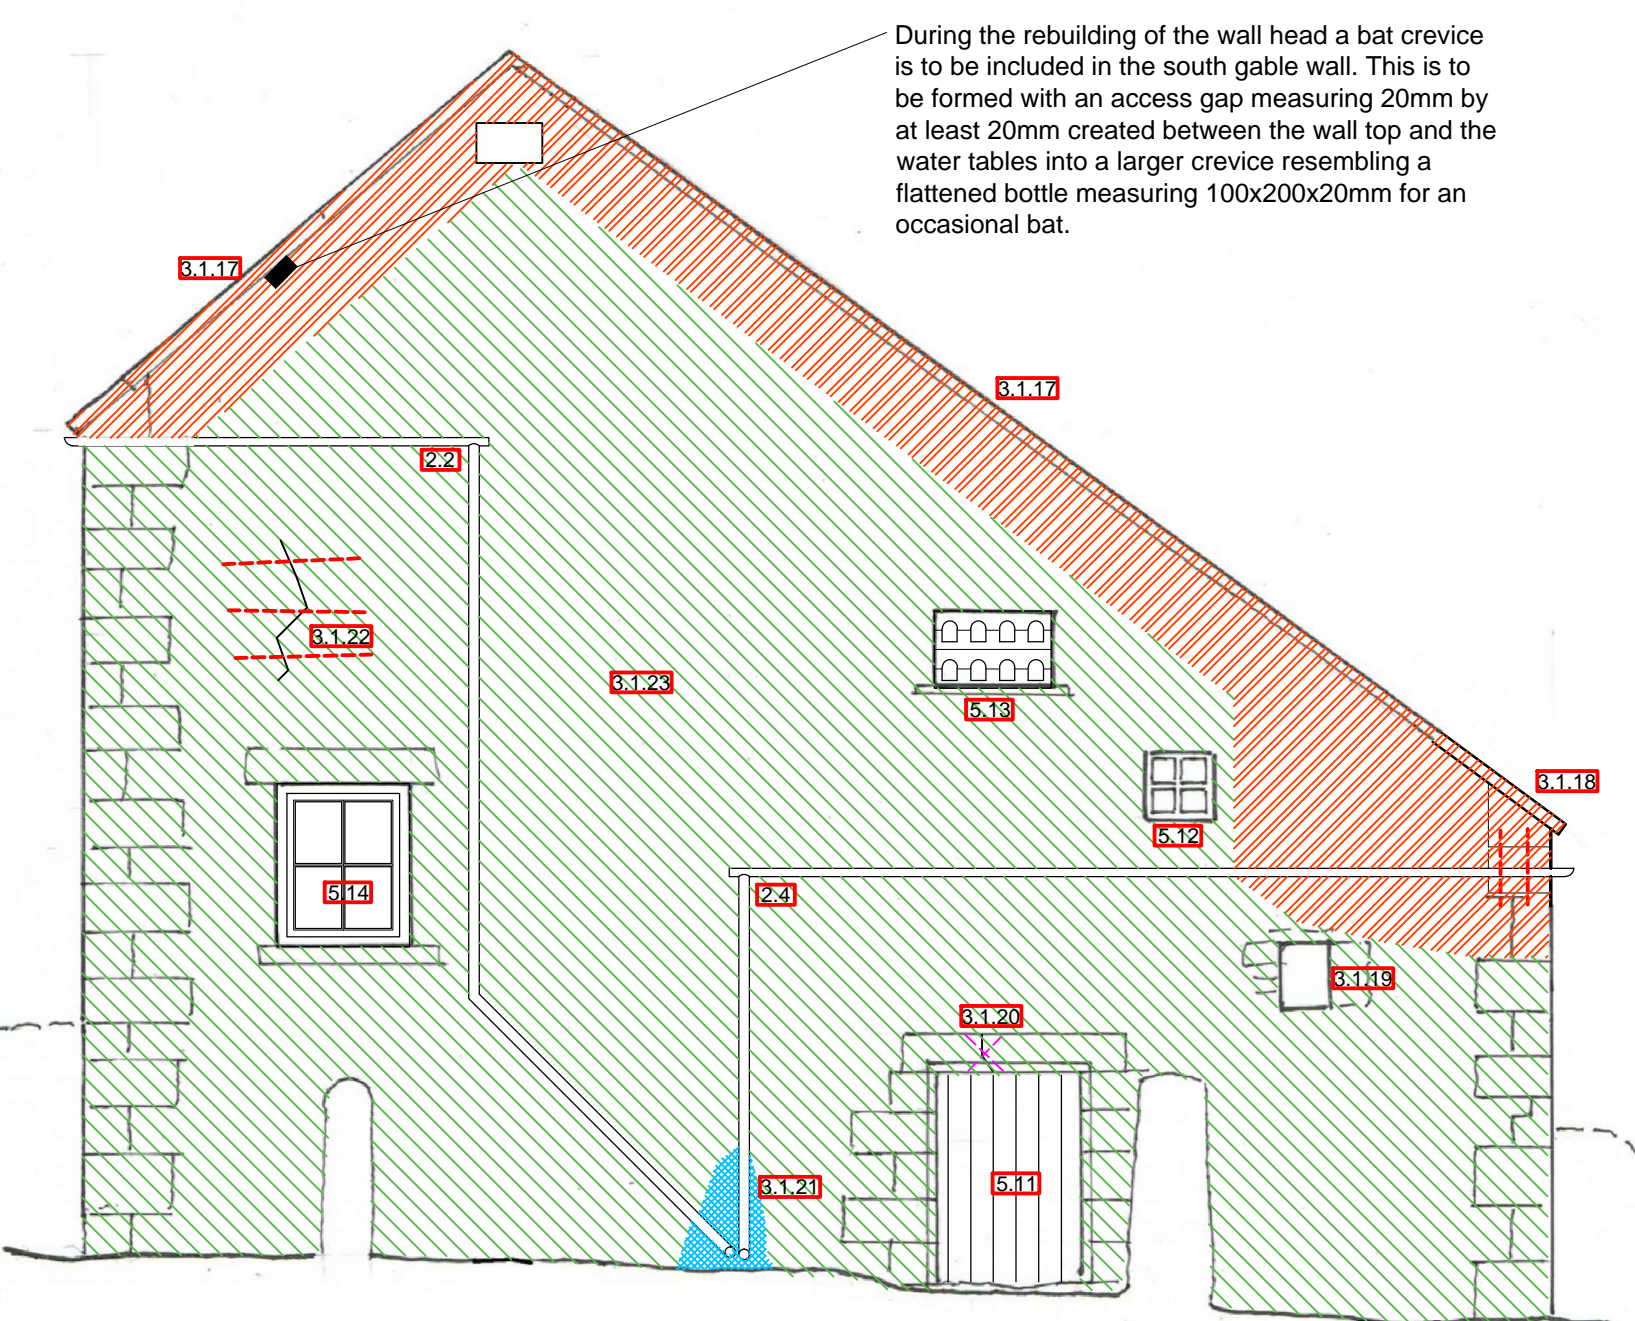 During the rebuilding of the wall head a bat crevice
is to be included in the south gable wall. This is to
be formed with an access gap measuring 20mm by
at least 20mm created between the wall top and the
water tables into a larger crevice resembling a
flattened bottle measuring 100x200x20mm for an
occasional bat.
3.1.17
3.1.17
2.2
3.1.22
3.1.23
5.13
3.1.18
5.12
5.14
2.4
3.1.19
3.1.20
3.1.21
5.11